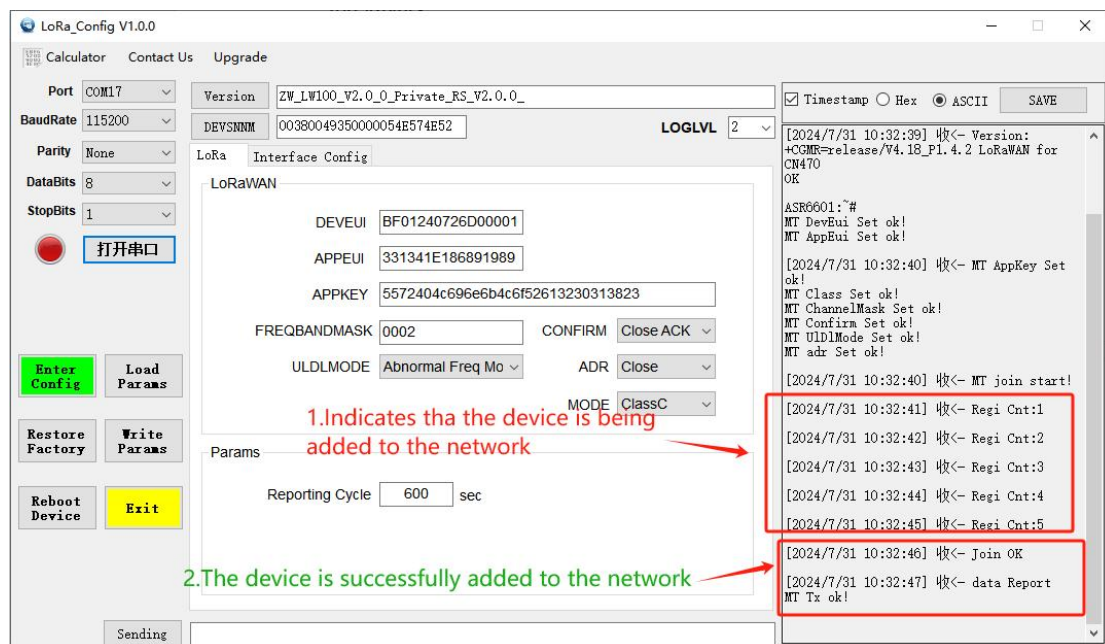 LoRa_Config V1.0.0
Calculator Contact Us Upgrade
Port COM17
BaudRate 115200
Parity None
DataBits 8
StopBits 1
打开串口
Enter Config
Load Params
Restore Factory
Write Params
Reboot Device
Exit
Sending
Version ZW_LW100_V2.0_0_Private_RS_V2.0.0_
DEVSNNM 00380049350000054E574E52 LOGLVL 2
LoRa Interface Config
LoRaWAN
DEVEUI BF01240726D00001
APPEUI 331341E186891989
APPKEY 5572404c696e6b4c6f52613230313823
FREQBANDMASK 0002 CONFIRM Close ACK
ULDLMODE Abnormal Freq Mo ADR Close
MODE ClassC
1.Indicates tha the device is being
added to the network
Params
Reporting Cycle 600 sec
2.The device is successfully added to the network
Timestamp Hex ASCII SAVE
[2024/7/31 10:32:39] 收<- Version:
+CGMR=release/V4.18_P1.4.2 LoRaWAN for
CN470
OK
ASR6601:~#
MT DevEui Set ok!
MT AppEui Set ok!
[2024/7/31 10:32:40] 收<- MT AppKey Set
ok!
MT Class Set ok!
MT ChannelMask Set ok!
MT Confirm Set ok!
MT UlDlMode Set ok!
MT adr Set ok!
[2024/7/31 10:32:40] 收<- MT join start!
[2024/7/31 10:32:41] 收<- Regi Cnt:1
[2024/7/31 10:32:42] 收<- Regi Cnt:2
[2024/7/31 10:32:43] 收<- Regi Cnt:3
[2024/7/31 10:32:44] 收<- Regi Cnt:4
[2024/7/31 10:32:45] 收<- Regi Cnt:5
[2024/7/31 10:32:46] 收<- Join OK
[2024/7/31 10:32:47] 收<- data Report
MT Tx ok!